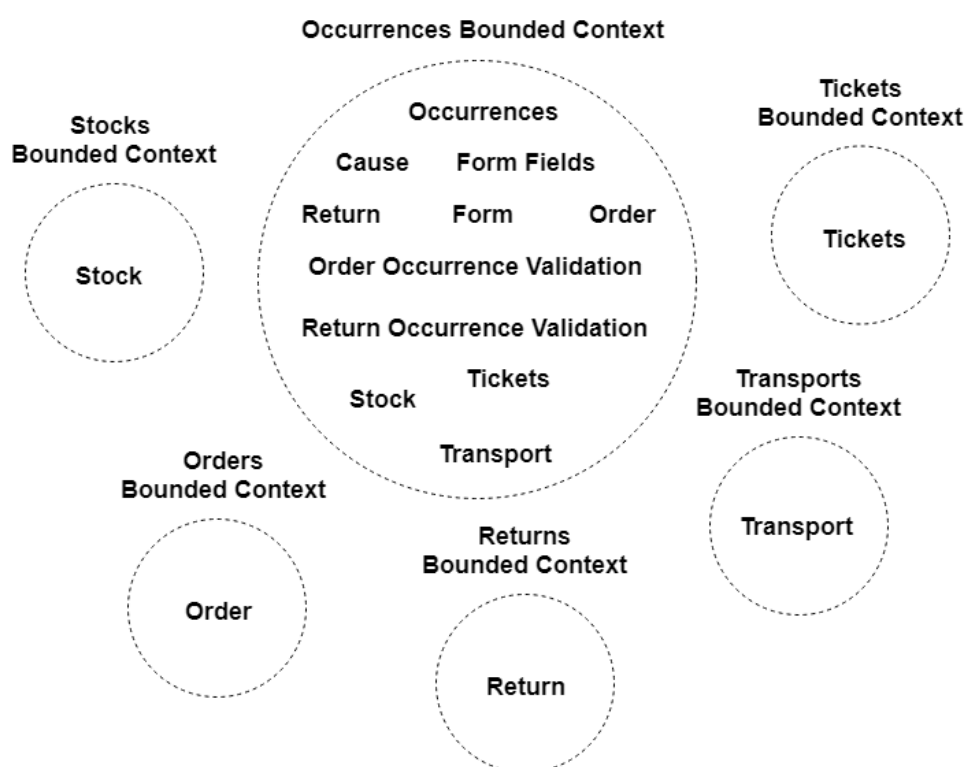 Occurrences Bounded Context
Occurrences
Cause Form Fields
Return Form Order
Order Occurrence Validation
Return Occurrence Validation
Tickets
Stock
Transport
Tickets
Bounded Context
Tickets
Stocks
Bounded Context
Stock
Transports
Bounded Context
Transport
Orders
Bounded Context
Order
Returns
Bounded Context
Return